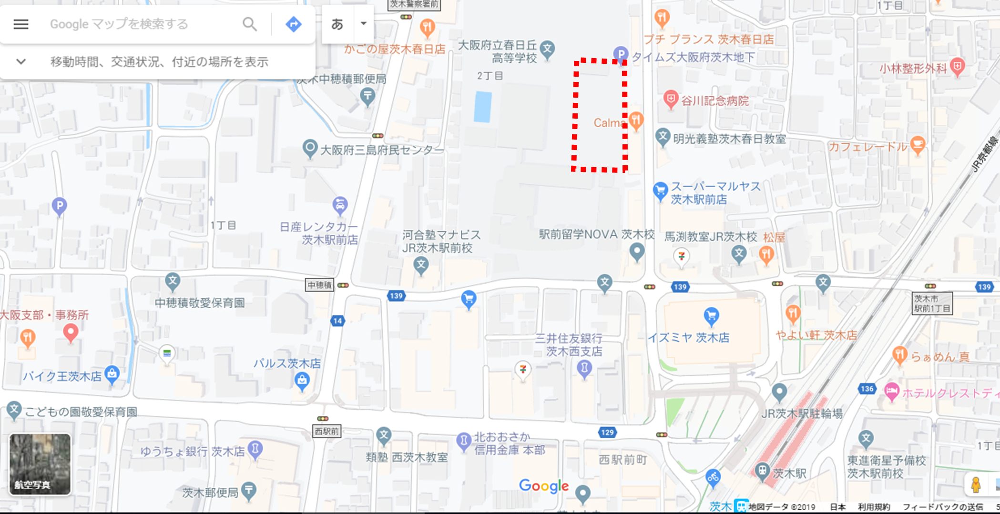 茨木警察署前
1丁目
Google マップを検索する
あ
移動時間、交通状況、付近の場所を表示
かごの屋茨木春日店
大阪府立春日丘
高等学校
プチ プランス 茨木春日店
タイムズ大阪府茨木地下
小林整形外科
2丁目
茨木中穂積郵便局
谷川記念病院
Calma
明光義塾茨木春日教室
カフェレードル
大阪府三島府民センター
JR京都線
スーパーマルヤス
茨木駅前店
1丁目
日産レンタカー
茨木駅前店
河合塾マナビス
JR茨木駅前校
駅前留学NOVA 茨木校
馬渕教室JR茨木校
松屋
中穂積
139
139
139
茨木市
駅前1丁目
中穂積敬愛保育園
大阪支部・事務所
14
三井住友銀行
茨木西支店
イズミヤ 茨木店
やよい軒 茨木店
らぁめん 真
パルス茨木店
バイク王茨木店
136
ホテルクレストディ
こどもの園敬愛保育園
JR茨木駅駐輪場
西駅前
129
ゆうちょ銀行 茨木店
類塾 西茨木教室
北おおさか
信用金庫 本部
西駅前町
1丁目
東進衛星予備校
茨木駅前校
茨木駅
航空写真
茨木郵便局
Google
茨木
地図データ ©2019 日本 利用規約 フィードバックの送信